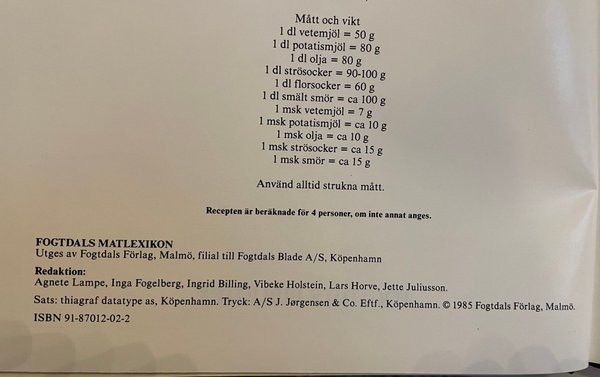 Mått och vikt
1 dl vetemjöl = 50 g
1 dl potatismjöl = 80 g
1 dl olja = 80 g
1 dl strösocker = 90-100 g
1 dl florsocker = 60 g
1 dl smält smör = ca 100 g
1 msk vetemjöl = 7 g
1 msk potatismjöl = ca 10 g
1 msk olja = ca 10 g
1 msk strösocker = ca 15 g
1 msk smör = ca 15 g
Använd alltid strukna mått.
Recepten är beräknade för 4 personer, om inte annat anges.
FOGTDALS MATLEXIKON
Utges av Fogtdals Förlag, Malmö, filial till Fogtdals Blade A/S, Köpenhamn
Redaktion:
Agnete Lampe, Inga Fogelberg, Ingrid Billing, Vibeke Holstein, Lars Horve, Jette Juliusson.
Sats: thiagraf datatype as, Köpenhamn. Tryck: A/S J. Jørgensen & Co. Eftf., Köpenhamn. © 1985 Fogtdals Förlag, Malmö.
ISBN 91-87012-02-2